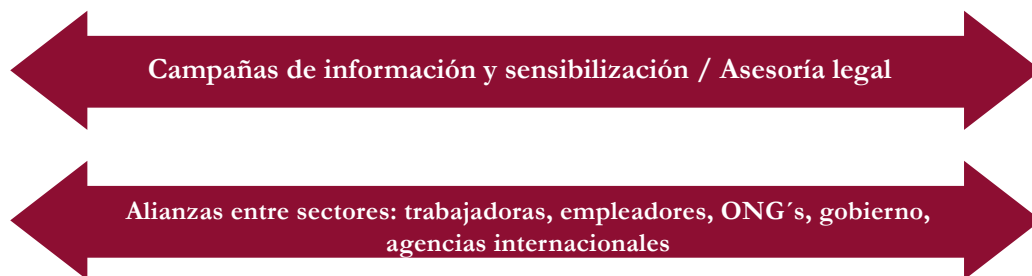 Campañas de información y sensibilización / Asesoría legal
Alianzas entre sectores: trabajadoras, empleadores, ONG´s, gobierno,
agencias internacionales